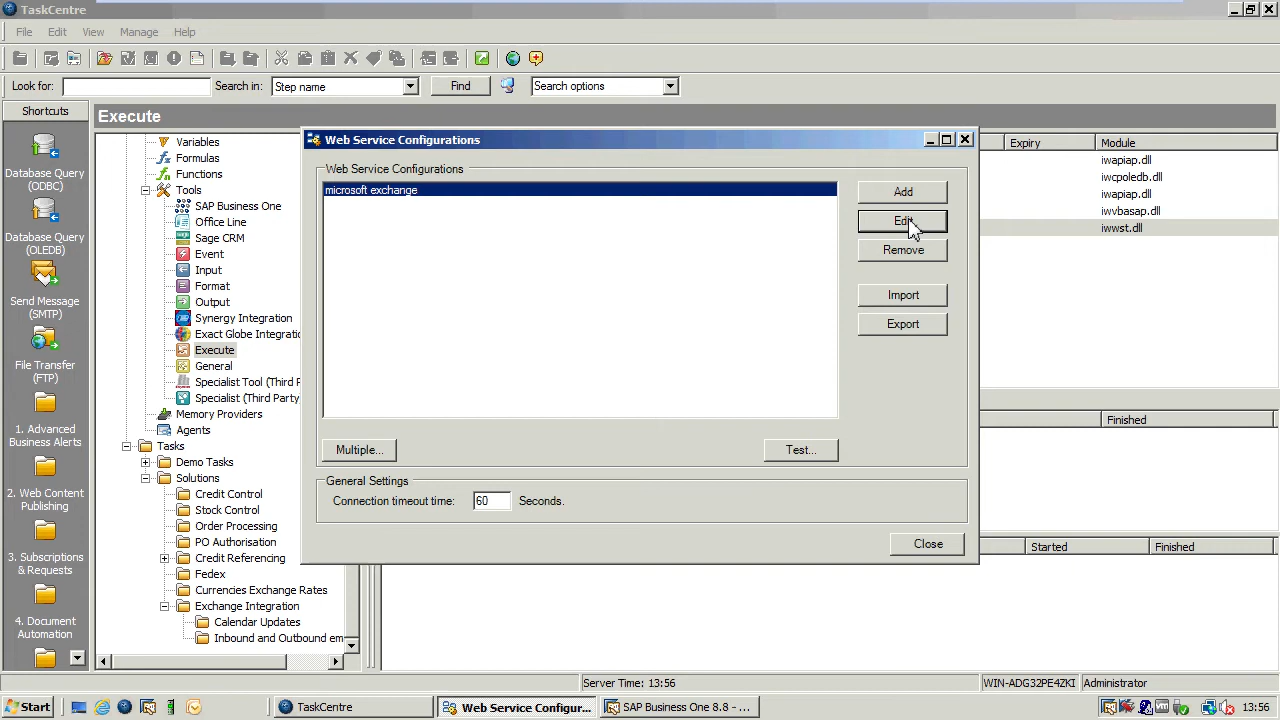 TaskCentre
File Edit View Manage Help
Look for: Search in: Step name Find Search options
Shortcuts
Database Query (ODBC)
Database Query (OLEDB)
Send Message (SMTP)
File Transfer (FTP)
1. Advanced Business Alerts
2. Web Content Publishing
3. Subscriptions & Requests
4. Document Automation
Execute
Variables
Formulas
Functions
Tools
SAP Business One
Office Line
Sage CRM
Event
Input
Format
Output
Synergy Integration
Exact Globe Integratio
Execute
General
Specialist Tool (Third P
Specialist (Third Party
Memory Providers
Agents
Tasks
Demo Tasks
Solutions
Credit Control
Stock Control
Order Processing
PO Authorisation
Credit Referencing
Fedex
Currencies Exchange Rates
Exchange Integration
Calendar Updates
Inbound and Outbound em
Web Service Configurations
Web Service Configurations
microsoft exchange
Add
Edit
Remove
Import
Export
Multiple... Test...
General Settings
Connection timeout time: 60 Seconds.
Close
Expiry Module
iwapiap.dll
iwcpoledb.dll
iwapiap.dll
iwvbasap.dll
iwwst.dll
Finished
Started Finished
Server Time: 13:56 WIN-ADG32PE4ZKI Administrator
Start TaskCentre Web Service Configur... SAP Business One 8.8 - ... 13:56